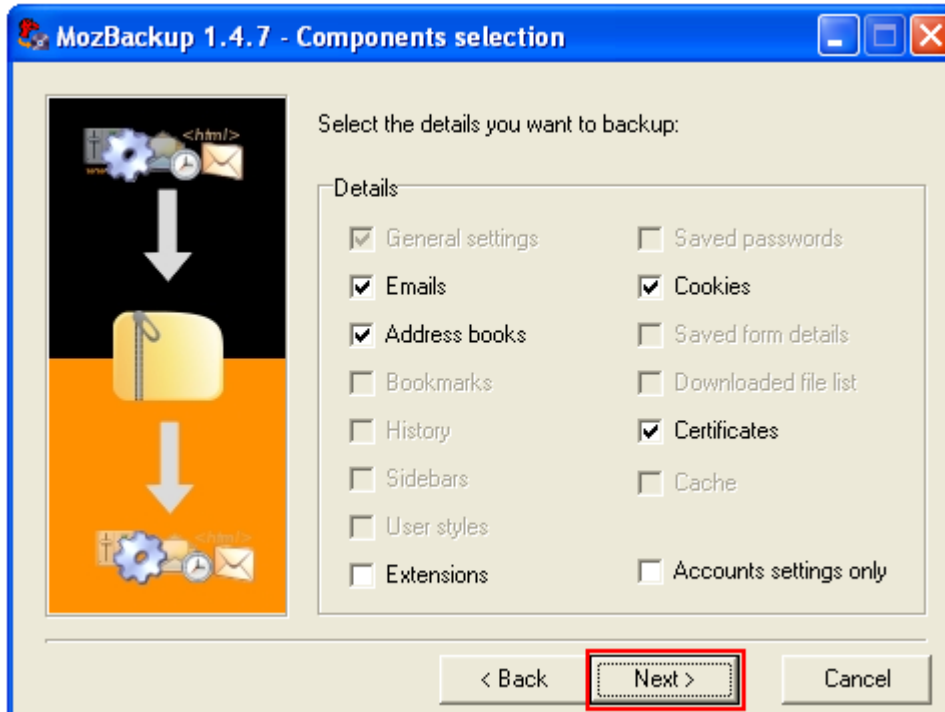 MozBackup 1.4.7 - Components selection
<html>
Select the details you want to backup:
Details
General settings
Saved passwords
Emails
Cookies
Address books
Saved form details
Bookmarks
Downloaded file list
History
Certificates
Sidebars
Cache
User styles
Extensions
Accounts settings only
<html>
< Back
Next >
Cancel